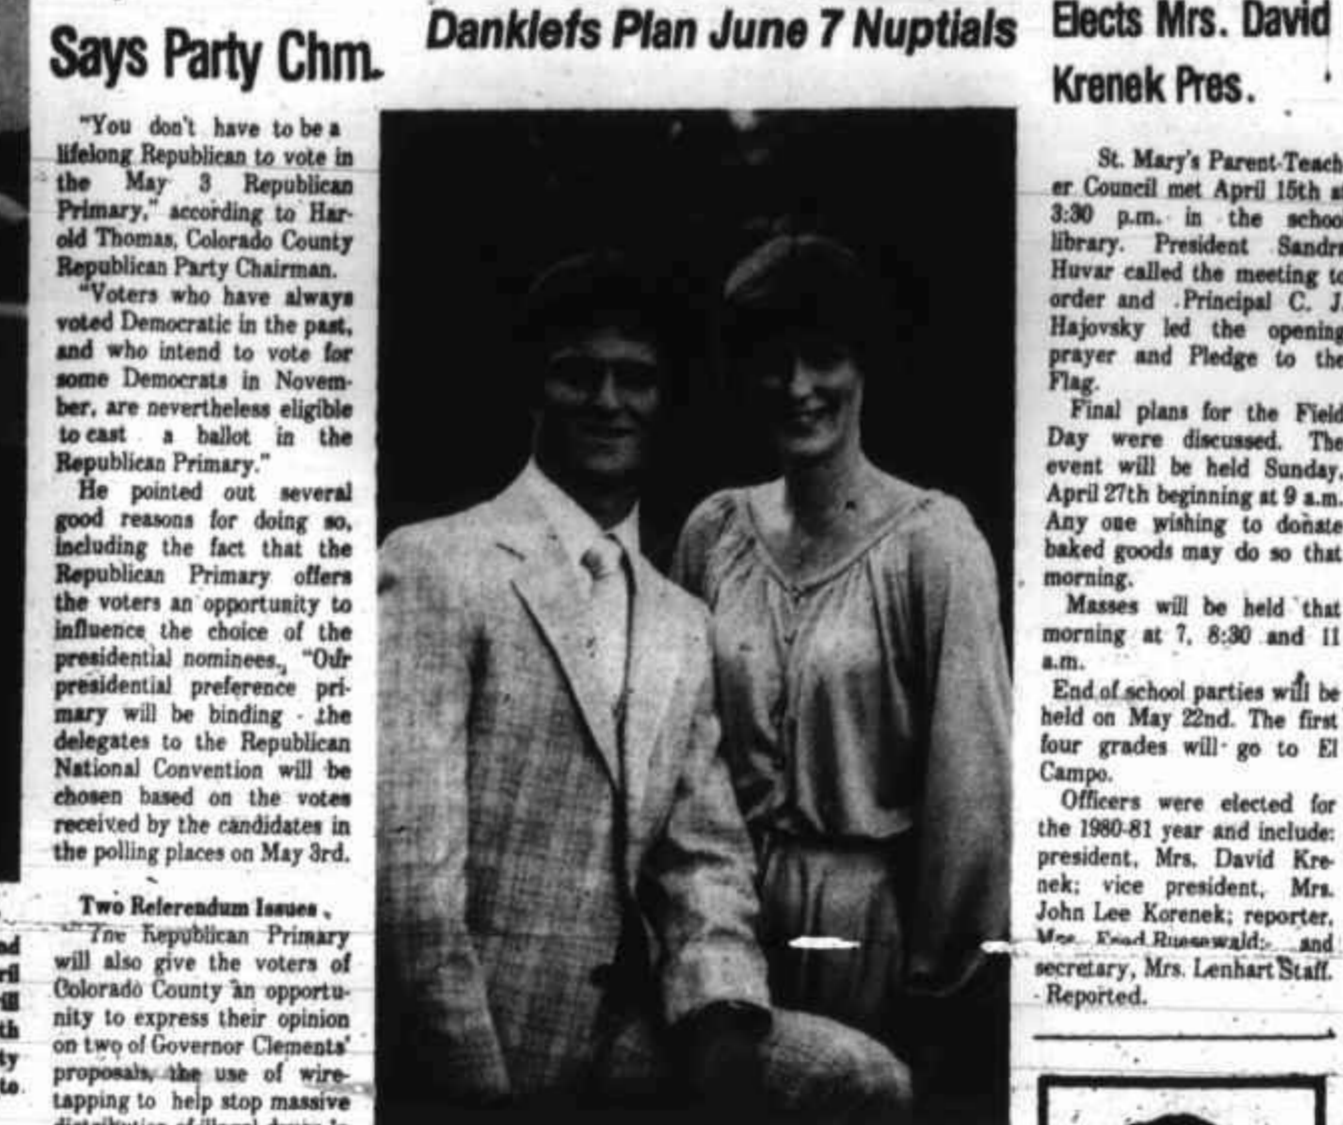 Says Party Chm.
"You don't have to be a
lifelong Republican to vote in
the May 3 Republican
Primary," according to Har-
old Thomas, Colorado County
Republican Party Chairman.
"Voters who have always
voted Democratic in the past,
and who intend to vote for
some Democrats in Novem-
ber, are nevertheless eligible
to cast a ballot in the
Republican Primary."
He pointed out several
good reasons for doing so,
including the fact that the
Republican Primary offers
the voters an opportunity to
influence the choice of the
presidential nominees. "Our
presidential preference pri-
mary will be binding - the
delegates to the Republican
National Convention will be
chosen based on the votes
received by the candidates in
the polling places on May 3rd.
Two Referendum Issues
The Republican Primary
will also give the voters of
Colorado County an opportu-
nity to express their opinion
on two of Governor Clements'
proposals, the use of wire-
tapping to help stop massive
Danklefs Plan June 7 Nuptials
Elects Mrs. David
Krenek Pres.
St. Mary's Parent-Teach
er Council met April 15th
3:30 p.m. in the
library. President
Huvar called the meeting
order and Principal C. J.
Hajovsky led the opening
prayer and Pledge to the
Flag.
Final plans for the Field
Day were discussed. The
event will be held Sunday,
April 27th beginning at 9 a.m.
Any one wishing to donate
baked goods may do so that
morning.
Masses will be held that
morning at 7, 8:30 and 11
a.m.
End of school parties will be
held on May 22nd. The first
four grades will go to El
Campo.
Officers were elected for
the 1980-81 year and include:
president, Mrs. David Kre-
nek; vice president, Mrs.
John Lee Korenek; reporter,
Mrs. and
secretary, Mrs. Lenhart Staff.
- Reported.